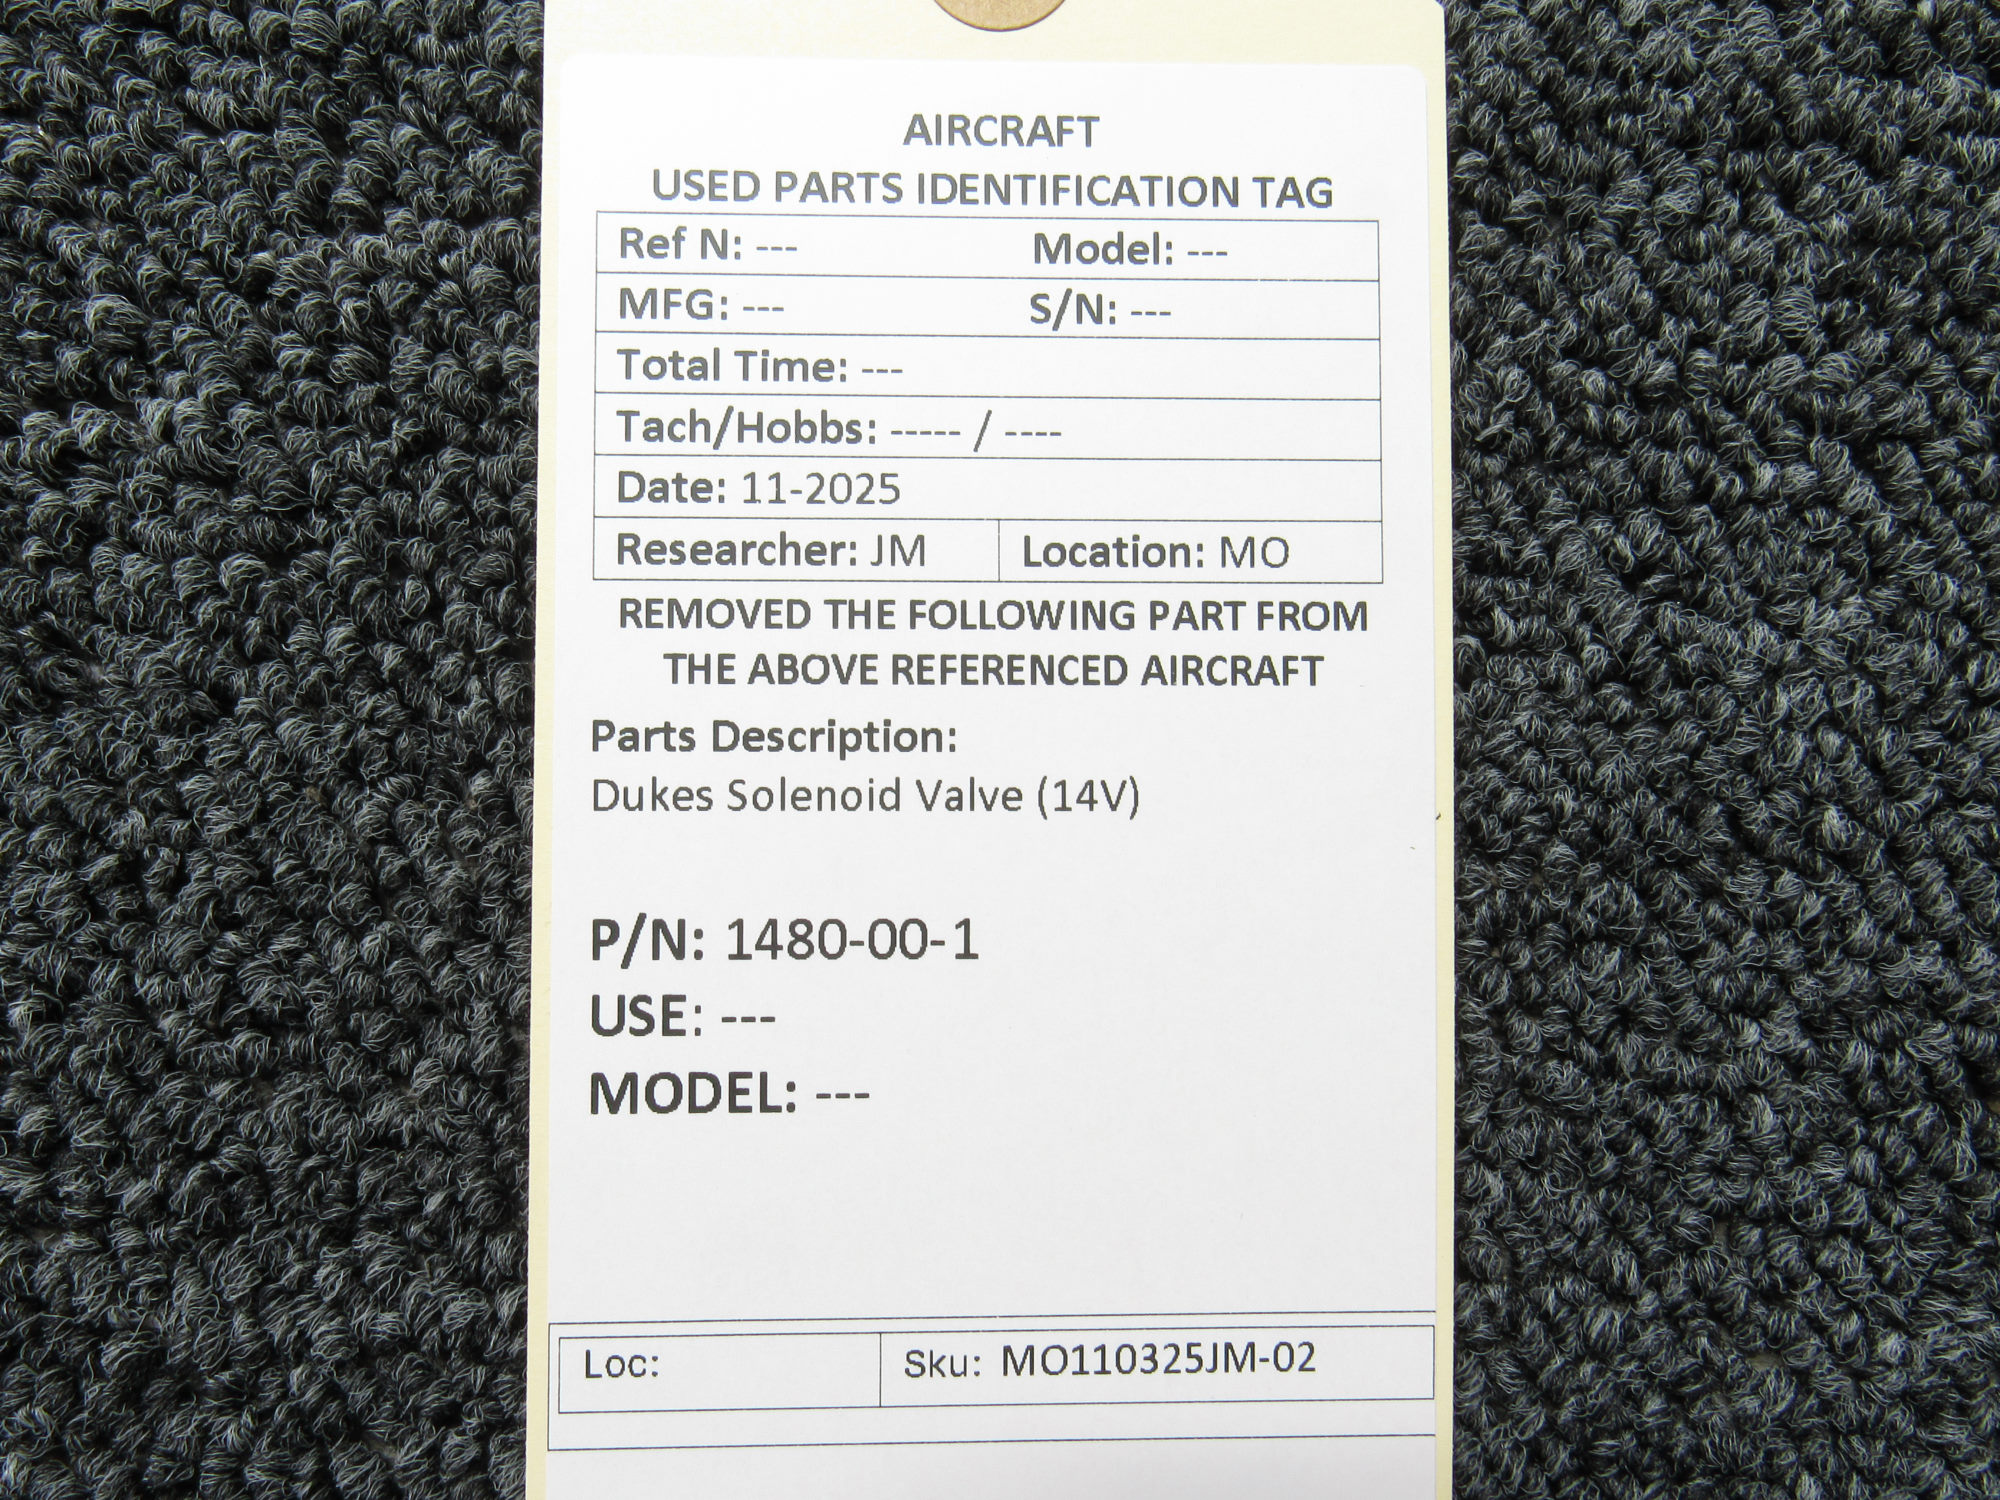 AIRCRAFT
USED PARTS IDENTIFICATION TAG
Ref N: --- Model: ---
MFG: --- S/N: ---
Total Time: ---
Tach/Hobbs: ----- / ----
Date: 11-2025
Researcher: JM Location: MO
REMOVED THE FOLLOWING PART FROM
THE ABOVE REFERENCED AIRCRAFT
Parts Description:
Dukes Solenoid Valve (14V)
P/N: 1480-00-1
USE: ---
MODEL: ---
Loc: Sku: MO110325JM-02